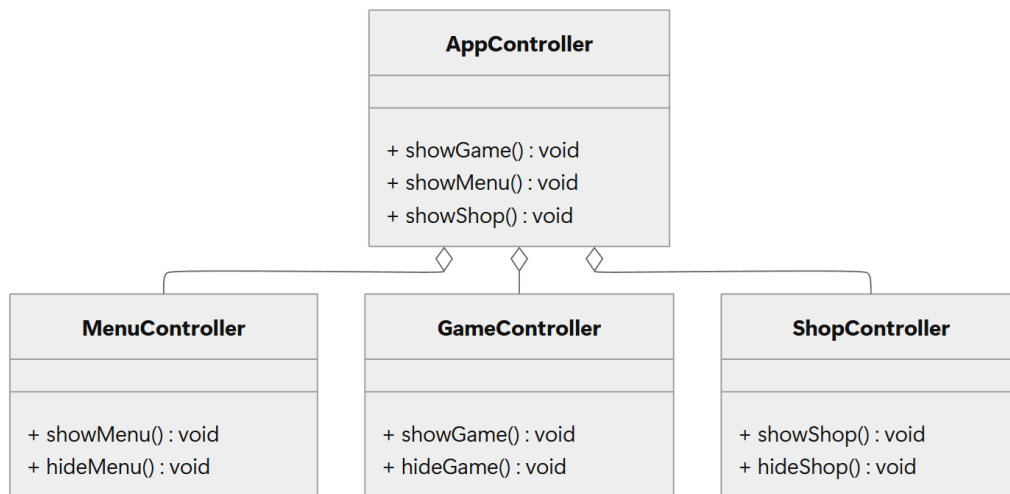 AppController
+ showGame() : void
+ showMenu() : void
+ showShop() : void
MenuController
+ showMenu() : void
+ hideMenu() : void
GameController
+ showGame() : void
+ hideGame() : void
ShopController
+ showShop() : void
+ hideShop() : void